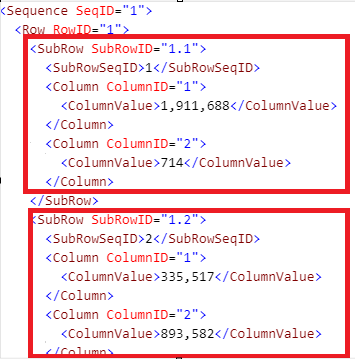 <Sequence SeqID="1">
<Row RowID="1">
<SubRow SubRowID="1.1">
<SubRowSeqID>1</SubRowSeqID>
<Column ColumnID="1">
<ColumnValue>1,911,688</ColumnValue>
</Column>
<Column ColumnID="2">
<ColumnValue>714</ColumnValue>
</Column>
</SubRow>
<SubRow SubRowID="1.2">
<SubRowSeqID>2</SubRowSeqID>
<Column ColumnID="1">
<ColumnValue>335,517</ColumnValue>
</Column>
<Column ColumnID="2">
<ColumnValue>893,582</ColumnValue>
</Column>